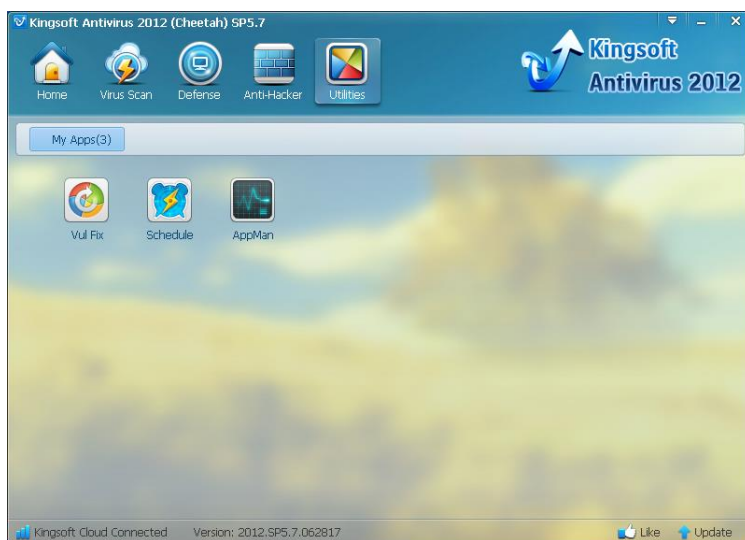 Kingsoft Antivirus 2012 (Cheetah) SP5.7
Home
Virus Scan
Defense
Anti-Hacker
Utilities
Kingsoft
Antivirus 2012
My Apps(3)
Vul Fix
Schedule
AppMan
Kingsoft Cloud Connected
Version: 2012.SP5.7.062817
Like
Update